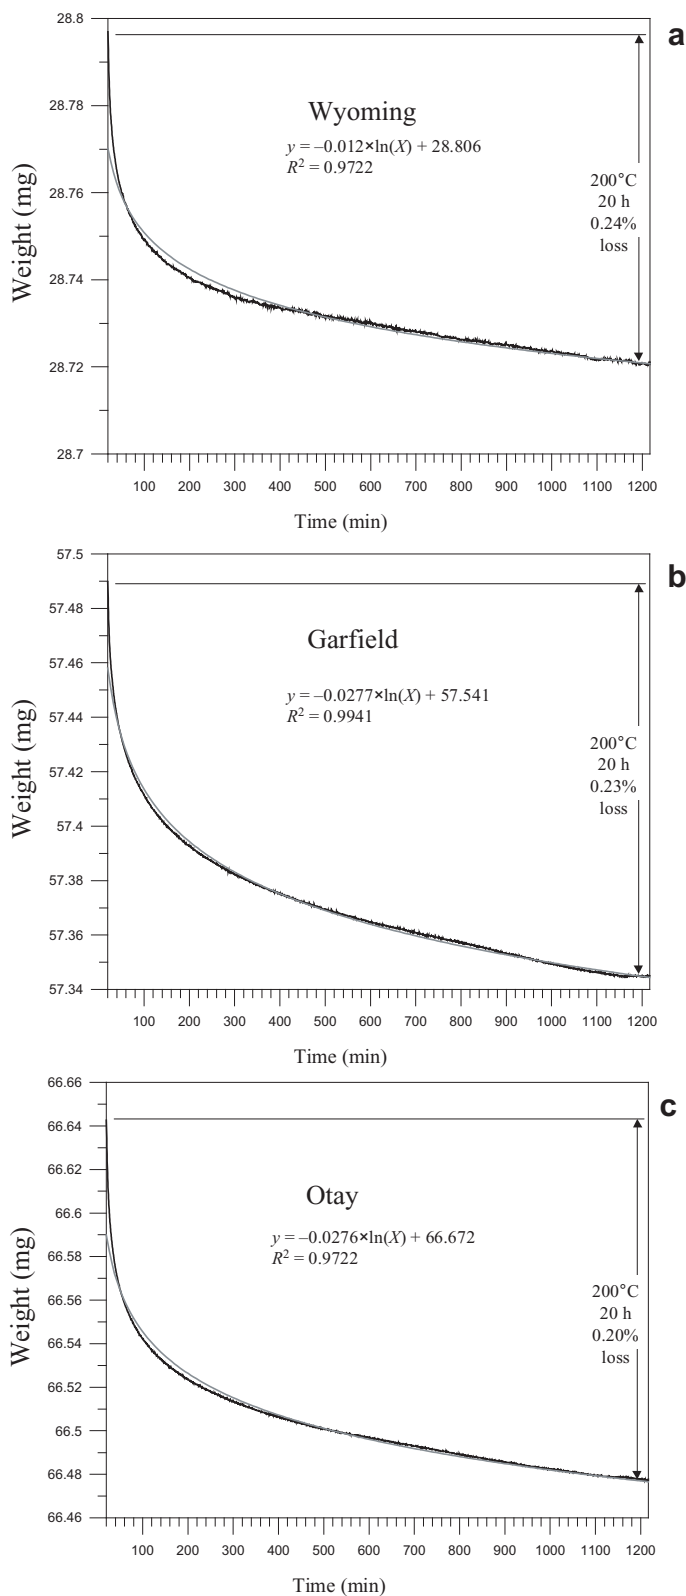 a
28.8
28.78
28.76
28.74
28.72
28.7
Weight (mg)
Wyoming
y = –0.012×ln(X) + 28.806
R² = 0.9722
200°C
20 h
0.24%
loss
100 200 300 400 500 600 700 800 900 1000 1100 1200
Time (min)
b
57.5
57.48
57.46
57.44
57.42
57.4
57.38
57.36
57.34
Weight (mg)
Garfield
y = –0.0277×ln(X) + 57.541
R² = 0.9941
200°C
20 h
0.23%
loss
100 200 300 400 500 600 700 800 900 1000 1100 1200
Time (min)
c
66.66
66.64
66.62
66.6
66.58
66.56
66.54
66.52
66.5
66.48
66.46
Weight (mg)
Otay
y = –0.0276×ln(X) + 66.672
R² = 0.9722
200°C
20 h
0.20%
loss
100 200 300 400 500 600 700 800 900 1000 1100 1200
Time (min)